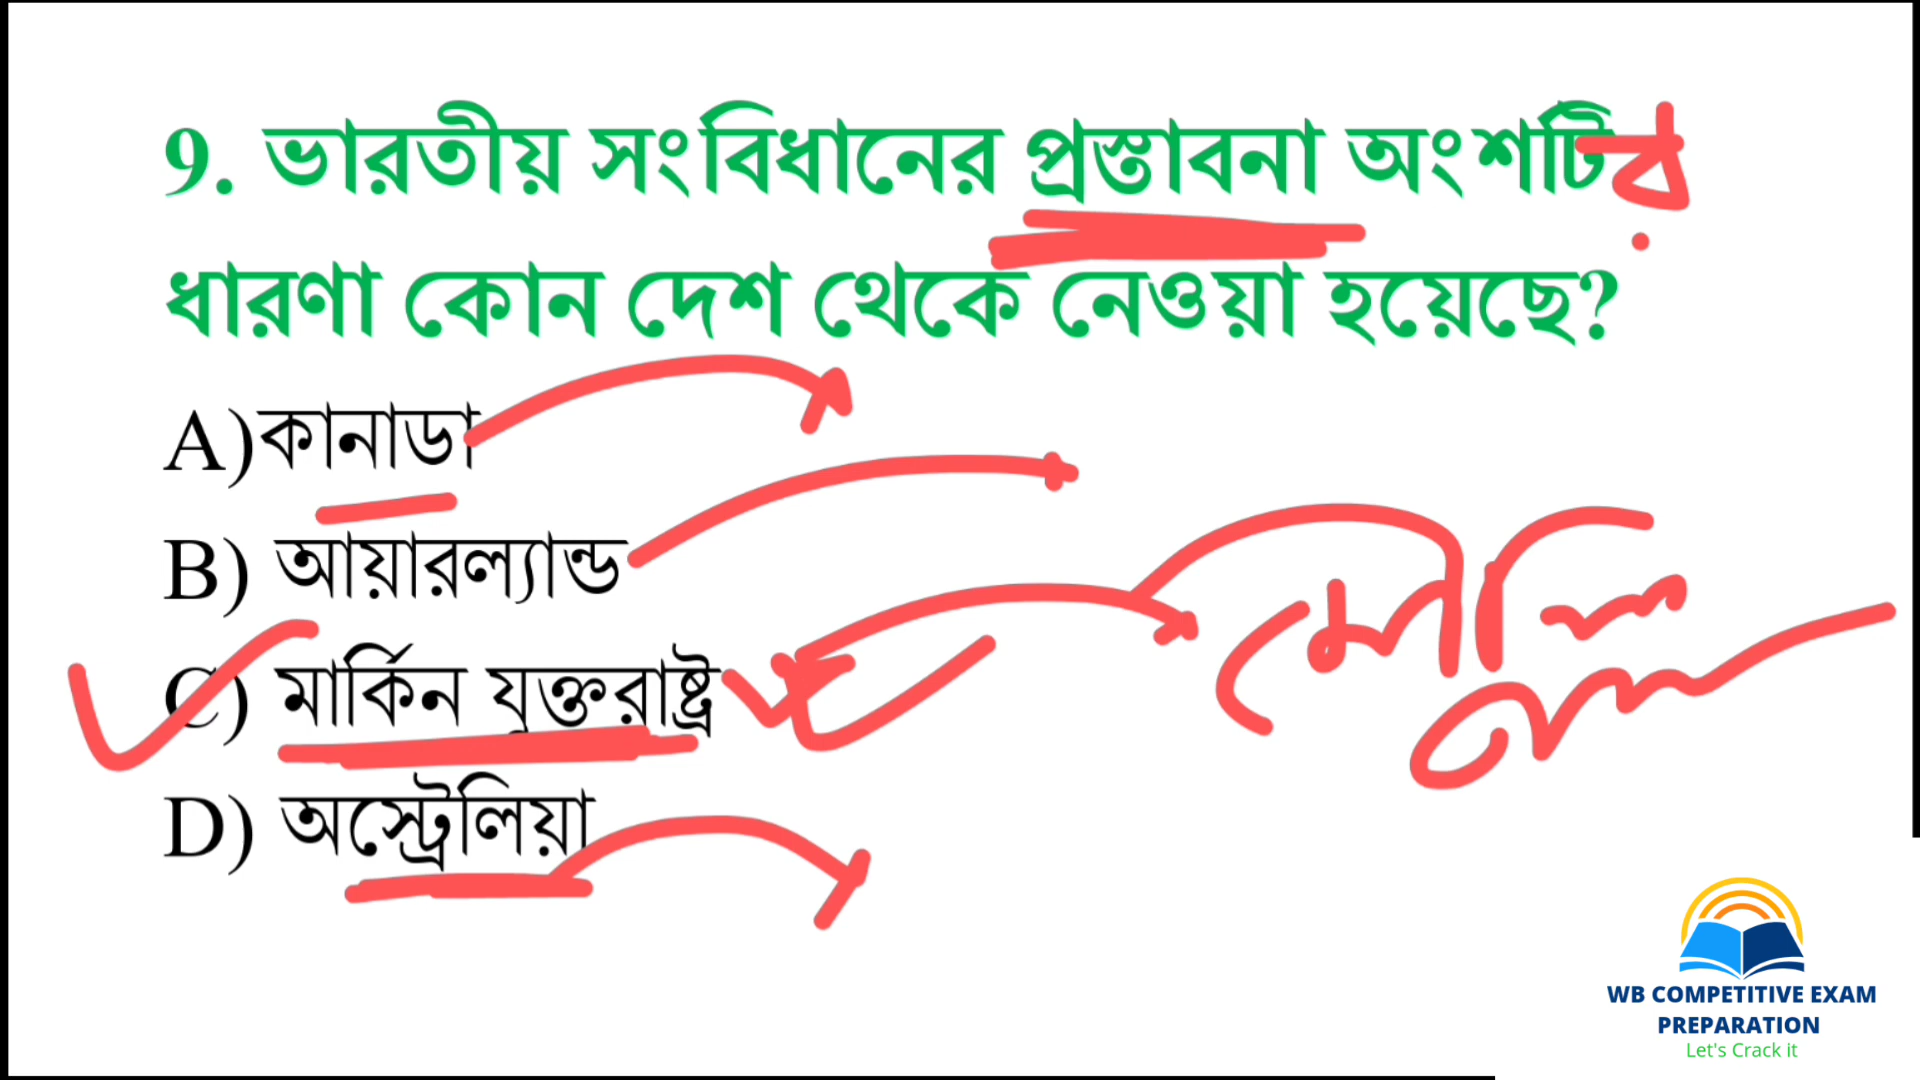 9. ভারতীয় সংবিধানের প্রস্তাবনা অংশটির
ধারণা কোন দেশ থেকে নেওয়া হয়েছে?
A)কানাডা
B) আয়ারল্যান্ড
C) মার্কিন যুক্তরাষ্ট্র
D) অস্ট্রেলিয়া
WB COMPETITIVE EXAM
PREPARATION
Let's Crack it